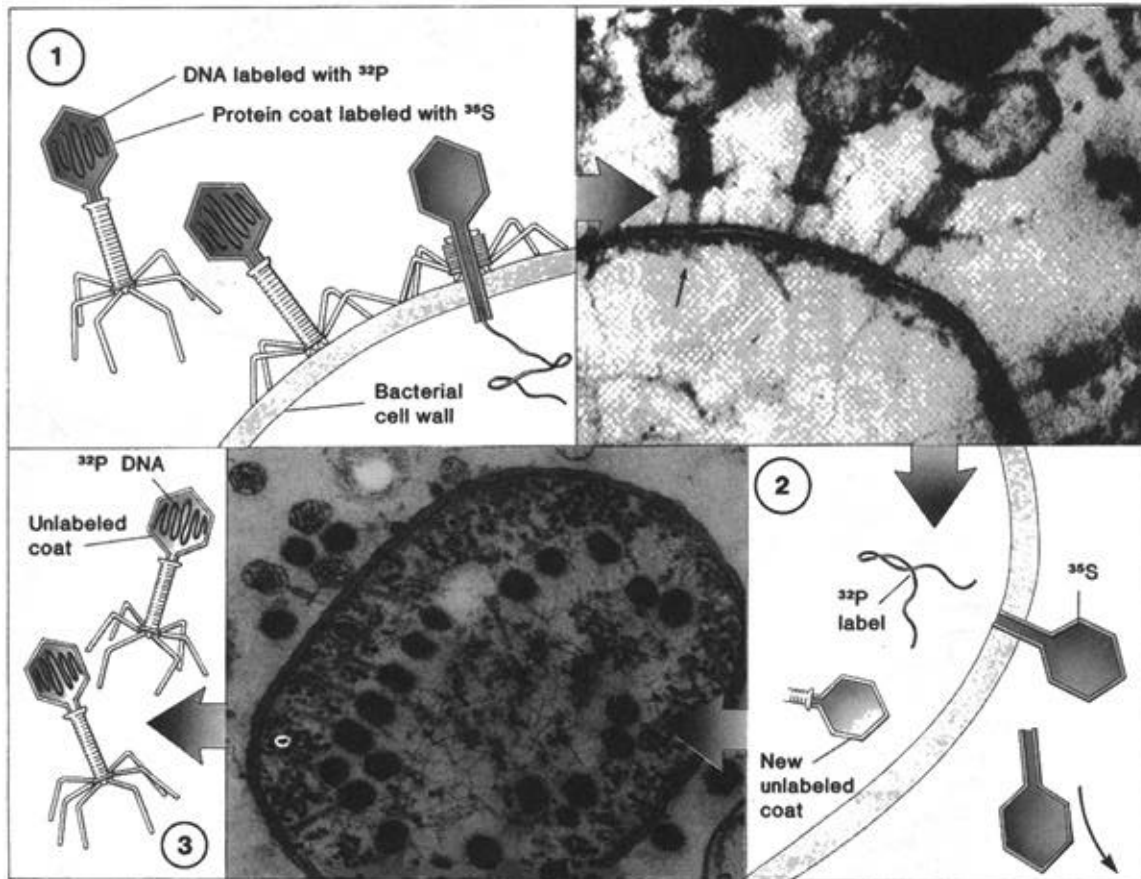 1
DNA labeled with ³²P
Protein coat labeled with ³⁵S
Bacterial
cell wall
2
³⁵S
³²P
label
New
unlabeled
coat
³²P DNA
Unlabeled
coat
3